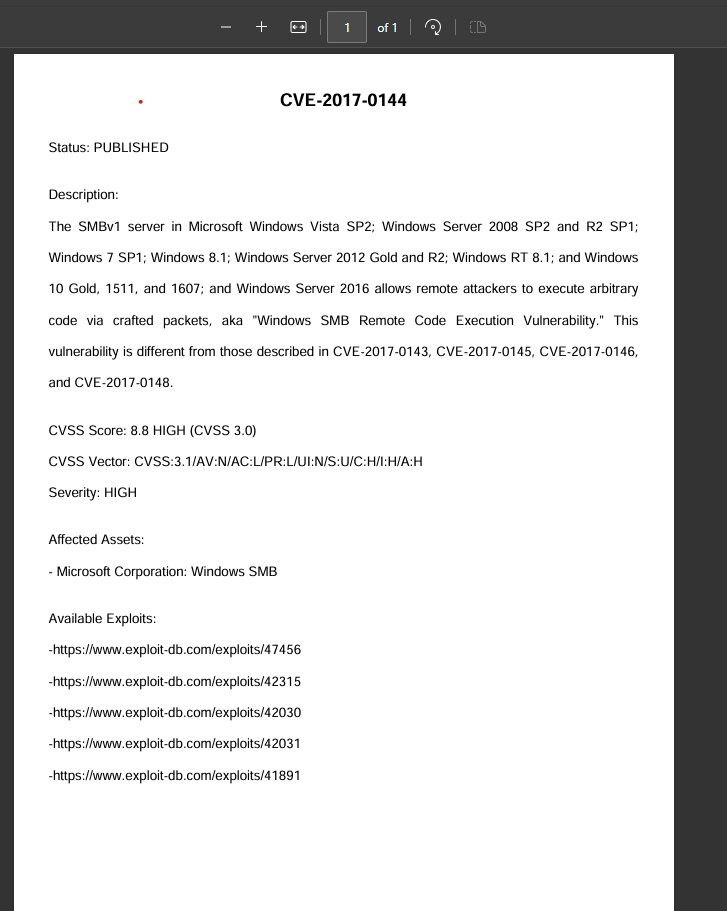 1 of 1
CVE-2017-0144
Status: PUBLISHED
Description:
The SMBv1 server in Microsoft Windows Vista SP2; Windows Server 2008 SP2 and R2 SP1;
Windows 7 SP1; Windows 8.1; Windows Server 2012 Gold and R2; Windows RT 8.1; and Windows
10 Gold, 1511, and 1607; and Windows Server 2016 allows remote attackers to execute arbitrary
code via crafted packets, aka "Windows SMB Remote Code Execution Vulnerability." This
vulnerability is different from those described in CVE-2017-0143, CVE-2017-0145, CVE-2017-0146,
and CVE-2017-0148.
CVSS Score: 8.8 HIGH (CVSS 3.0)
CVSS Vector: CVSS:3.1/AV:N/AC:L/PR:L/UI:N/S:U/C:H/I:H/A:H
Severity: HIGH
Affected Assets:
- Microsoft Corporation: Windows SMB
Available Exploits:
-https://www.exploit-db.com/exploits/47456
-https://www.exploit-db.com/exploits/42315
-https://www.exploit-db.com/exploits/42030
-https://www.exploit-db.com/exploits/42031
-https://www.exploit-db.com/exploits/41891